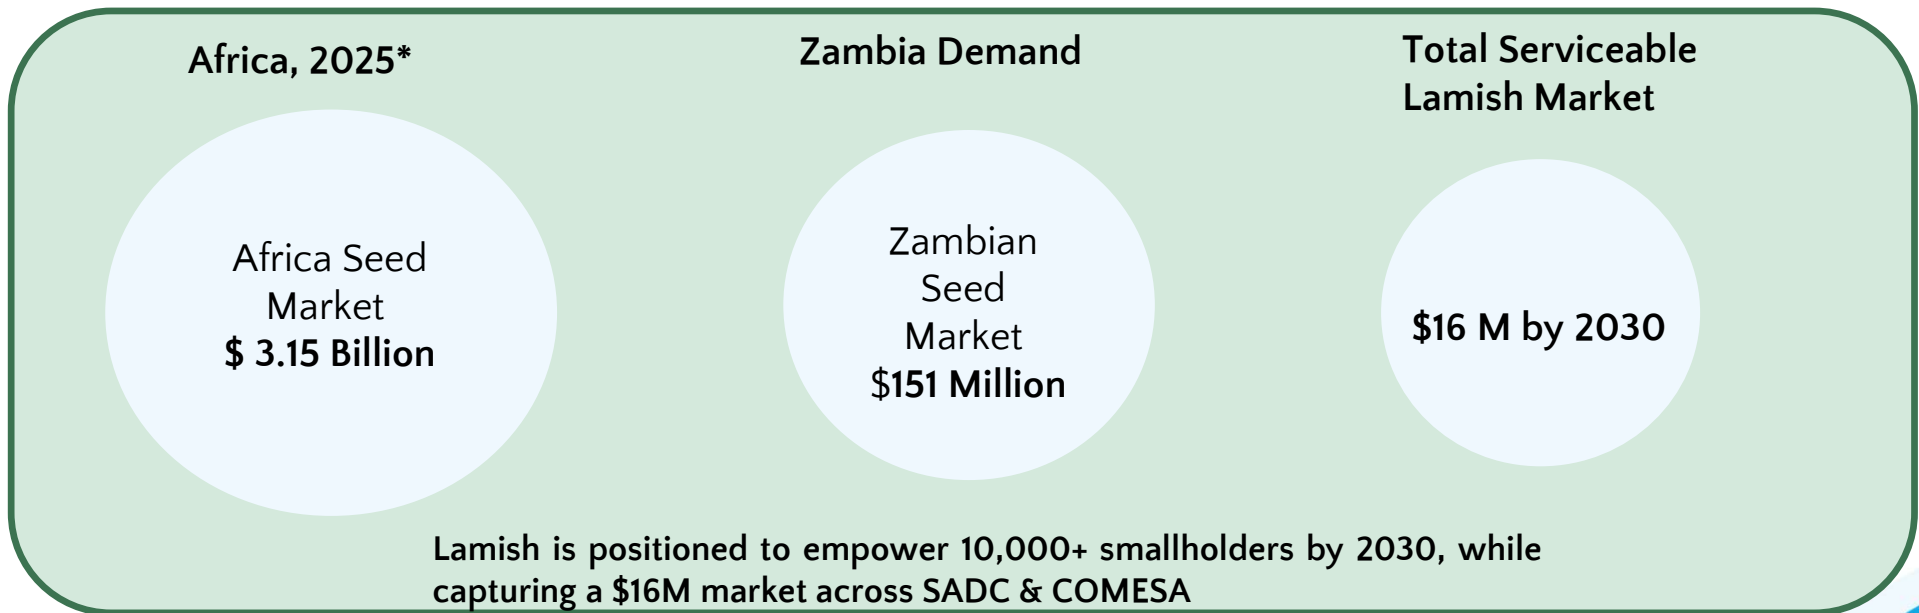 Africa, 2025*
Africa Seed
Market
$ 3.15 Billion
Zambia Demand
Zambian
Seed
Market
$151 Million
Total Serviceable
Lamish Market
$16 M by 2030
Lamish is positioned to empower 10,000+ smallholders by 2030, while
capturing a $16M market across SADC & COMESA